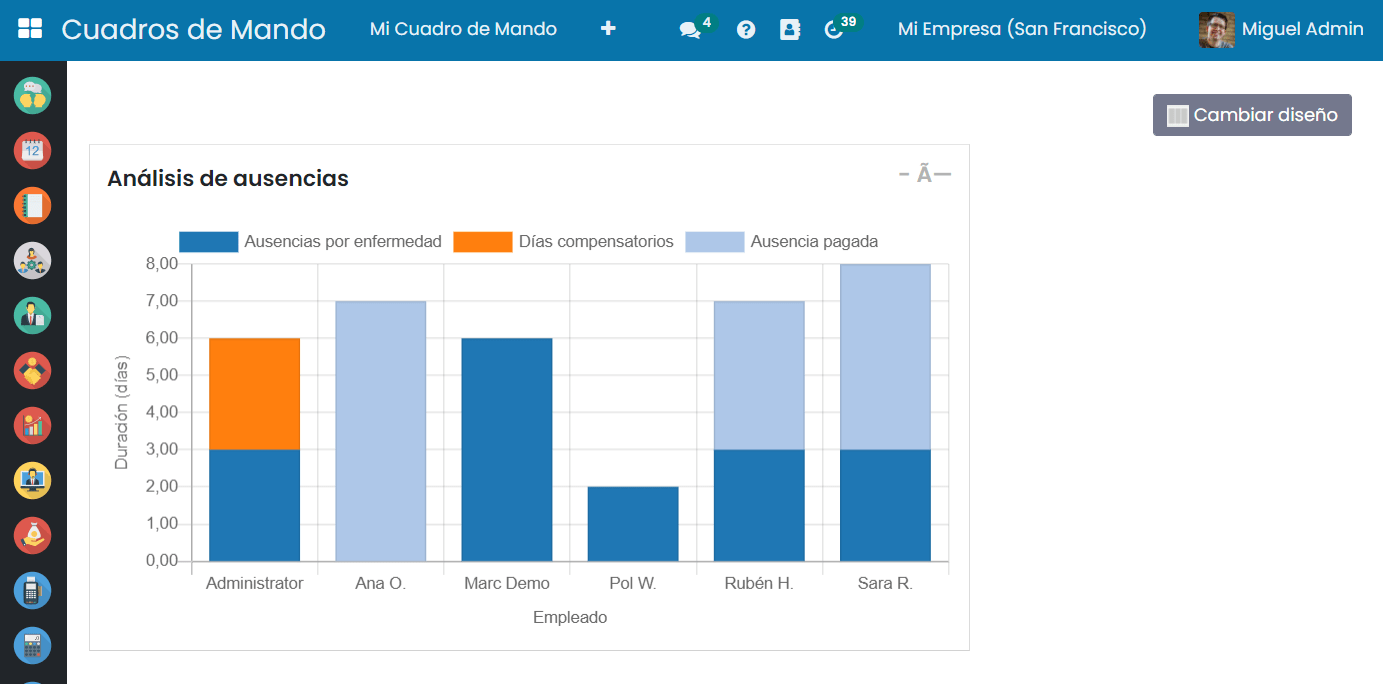 Cuadros de Mando Mi Cuadro de Mando + 4 ? 39 Mi Empresa (San Francisco) Miguel Admin
12
Cambiar diseño
Análisis de ausencias - Ã—
Ausencias por enfermedad Días compensatorios Ausencia pagada
8,00
7,00
6,00
5,00
4,00
3,00
2,00
1,00
0,00
Duración (días)
Administrator Ana O. Marc Demo Pol W. Rubén H. Sara R.
Empleado